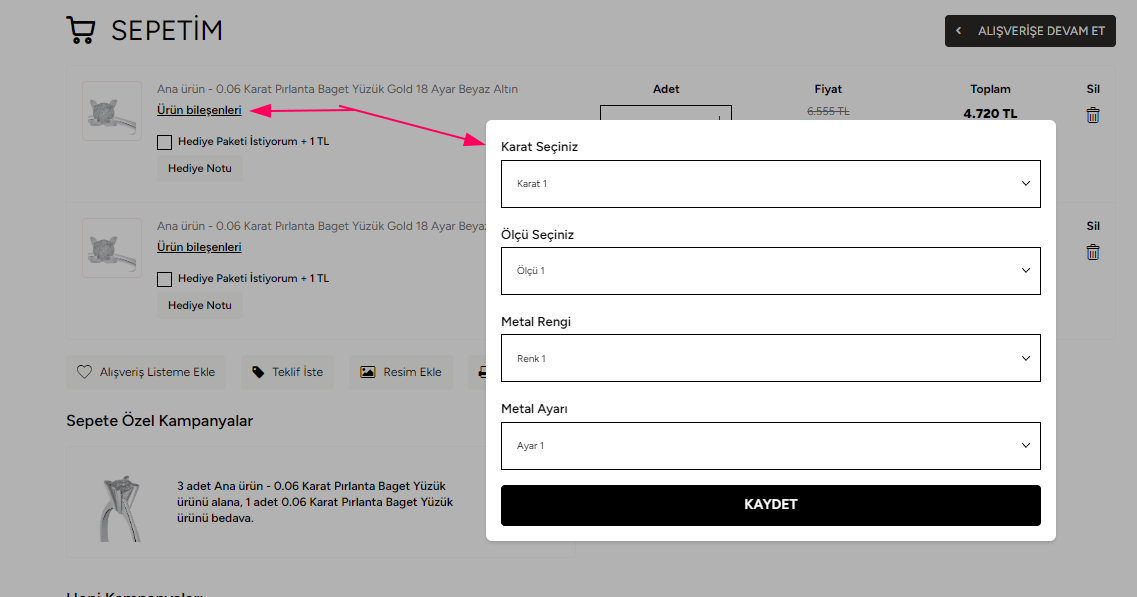 SEPETİM
ALIŞVERİŞE DEVAM ET
Ana ürün - 0.06 Karat Pırlanta Baget Yüzük Gold 18 Ayar Beyaz Altın
Adet
Fiyat
Toplam
Sil
Ürün bileşenleri
6.555 TL
4.720 TL
Hediye Paketi İstiyorum + 1 TL
Hediye Notu
Ana ürün - 0.06 Karat Pırlanta Baget Yüzük Gold 18 Ayar Beyaz
Sil
Ürün bileşenleri
Hediye Paketi İstiyorum + 1 TL
Hediye Notu
Alışveriş Listeme Ekle
Teklif İste
Resim Ekle
Sepete Özel Kampanyalar
3 adet Ana ürün - 0.06 Karat Pırlanta Baget Yüzük
ürünü alana, 1 adet 0.06 Karat Pırlanta Baget Yüzük
ürünü bedava.
Karat Seçiniz
Karat 1
Ölçü Seçiniz
Ölçü 1
Metal Rengi
Renk 1
Metal Ayarı
Ayar 1
KAYDET